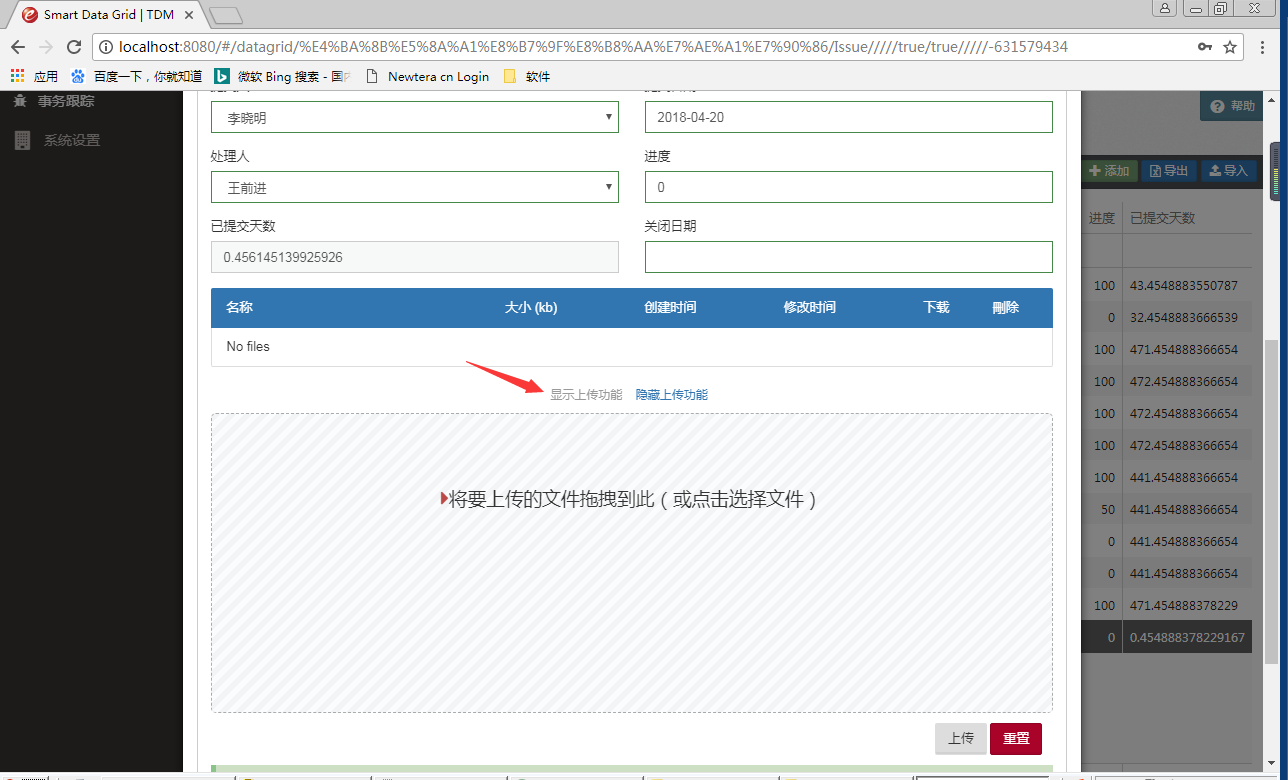 Smart Data Grid | TDM
localhost:8080/#/datagrid/%E4%BA%8B%E5%8A%A1%E8%B7%9F%E8%B8%AA%E7%AE%A1%E7%90%86/Issue/////true/true/////-631579434
应用 百度一下，你就知道 微软 Bing 搜索 - 国 Newtera cn Login 软件
事务跟踪
系统设置
帮助
李晓明 2018-04-20
处理人 进度
王前进 0
添加 导出 导入
已提交天数 关闭日期
0.456145139925926
进度 已提交天数
名称 大小 (kb) 创建时间 修改时间 下载 刪除
No files
显示上传功能 隐藏上传功能
将要上传的文件拖拽到此（或点击选择文件）
100 43.4548883550787
0 32.4548883666539
100 471.454888366654
100 472.454888366654
100 472.454888366654
100 472.454888366654
100 441.454888366654
50 441.454888366654
0 441.454888366654
0 441.454888366654
100 471.454888378229
0 0.454888378229167
上传 重置